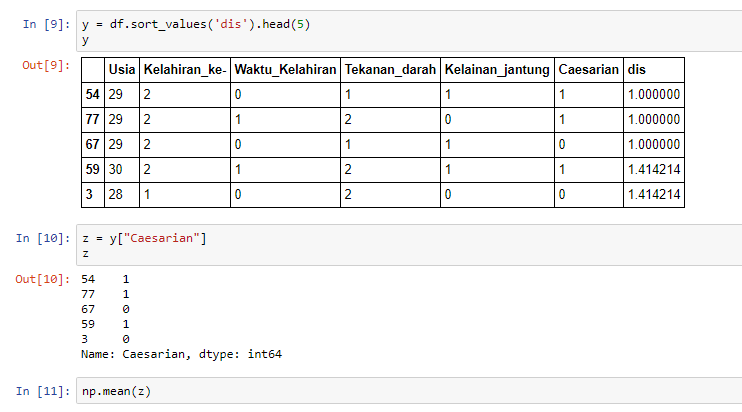 In [9]: y = df.sort_values('dis').head(5)
y
Out[9]:
Usia Kelahiran_ke- Waktu_Kelahiran Tekanan_darah Kelainan_jantung Caesarian dis
54 29 2 0 1 1 1 1.000000
77 29 2 1 2 0 1 1.000000
67 29 2 0 1 1 0 1.000000
59 30 2 1 2 1 1 1.414214
3 28 1 0 2 0 0 1.414214
In [10]: z = y["Caesarian"]
z
Out[10]: 54 1
77 1
67 0
59 1
3 0
Name: Caesarian, dtype: int64
In [11]: np.mean(z)